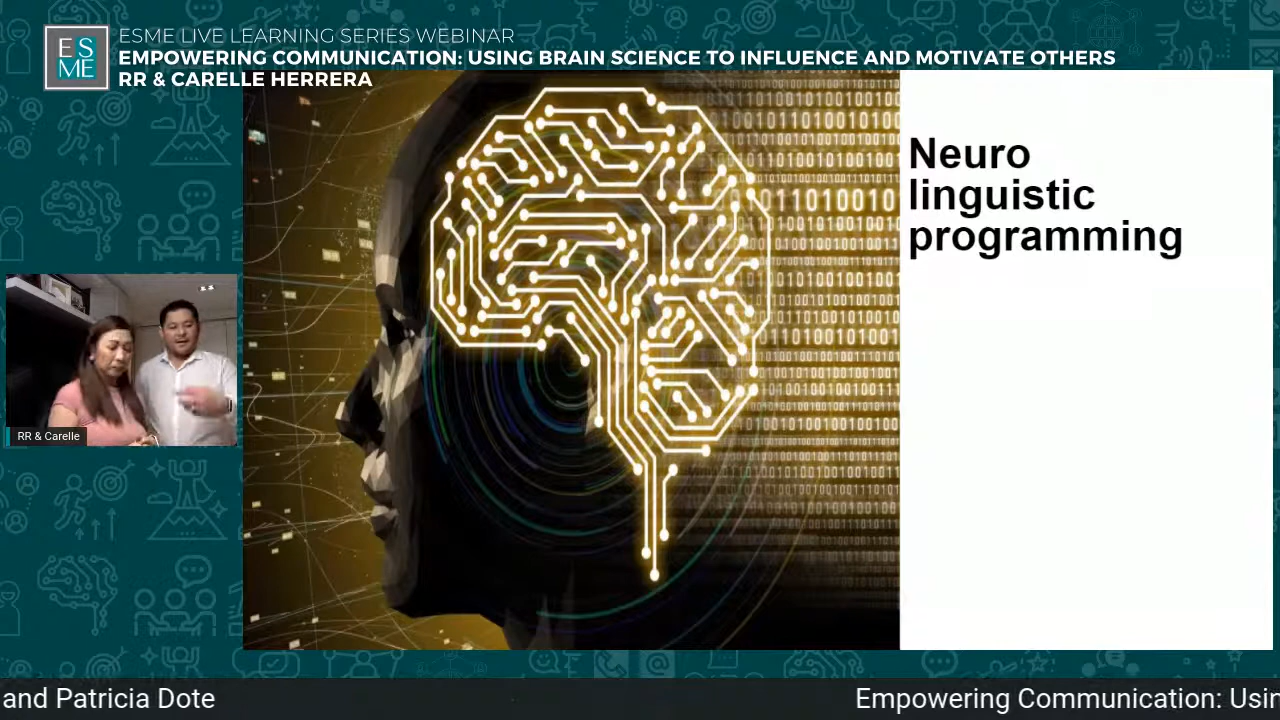 ES
ME
ESME LIVE LEARNING SERIES WEBINAR
EMPOWERING COMMUNICATION: USING BRAIN SCIENCE TO INFLUENCE AND MOTIVATE OTHERS
RR & CARELLE HERRERA
Neuro
linguistic
programming
RR & Carelle
and Patricia Dote
Empowering Communication: